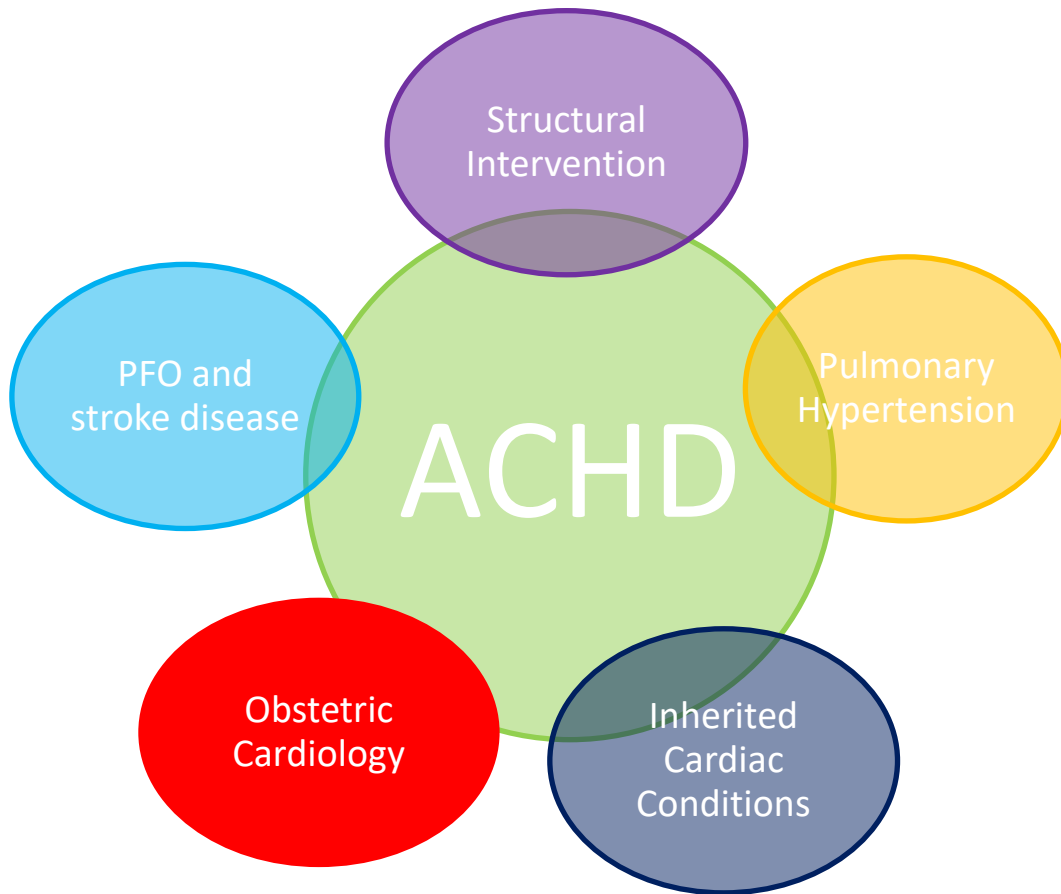 Structural
Intervention
PFO and
stroke disease
Pulmonary
Hypertension
ACHD
Obstetric
Cardiology
Inherited
Cardiac
Conditions